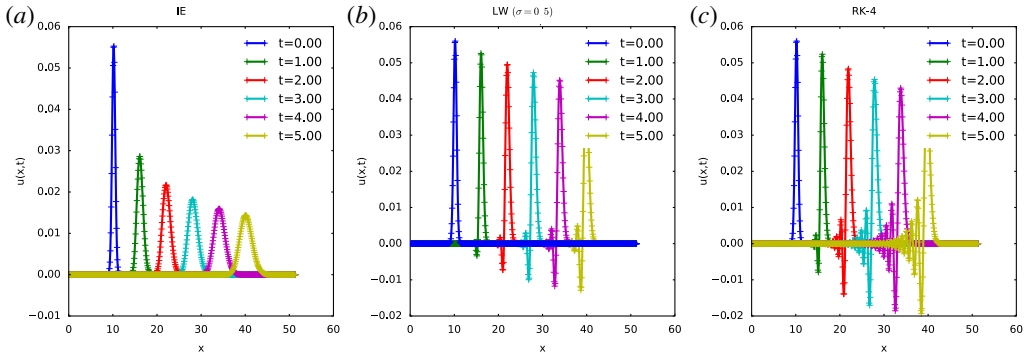 (a)
IE
0.06
0.05
0.04
0.03
0.02
0.01
0.00
−0.01
u(x,t)
t=0.00
t=1.00
t=2.00
t=3.00
t=4.00
t=5.00
0 10 20 30 40 50 60
x
(b)
LW (σ=0 5)
0.06
0.05
0.04
0.03
0.02
0.01
0.00
−0.01
−0.02
u(x,t)
t=0.00
t=1.00
t=2.00
t=3.00
t=4.00
t=5.00
0 10 20 30 40 50 60
x
(c)
RK-4
0.06
0.05
0.04
0.03
0.02
0.01
0.00
−0.01
−0.02
u(x,t)
t=0.00
t=1.00
t=2.00
t=3.00
t=4.00
t=5.00
0 10 20 30 40 50 60
x